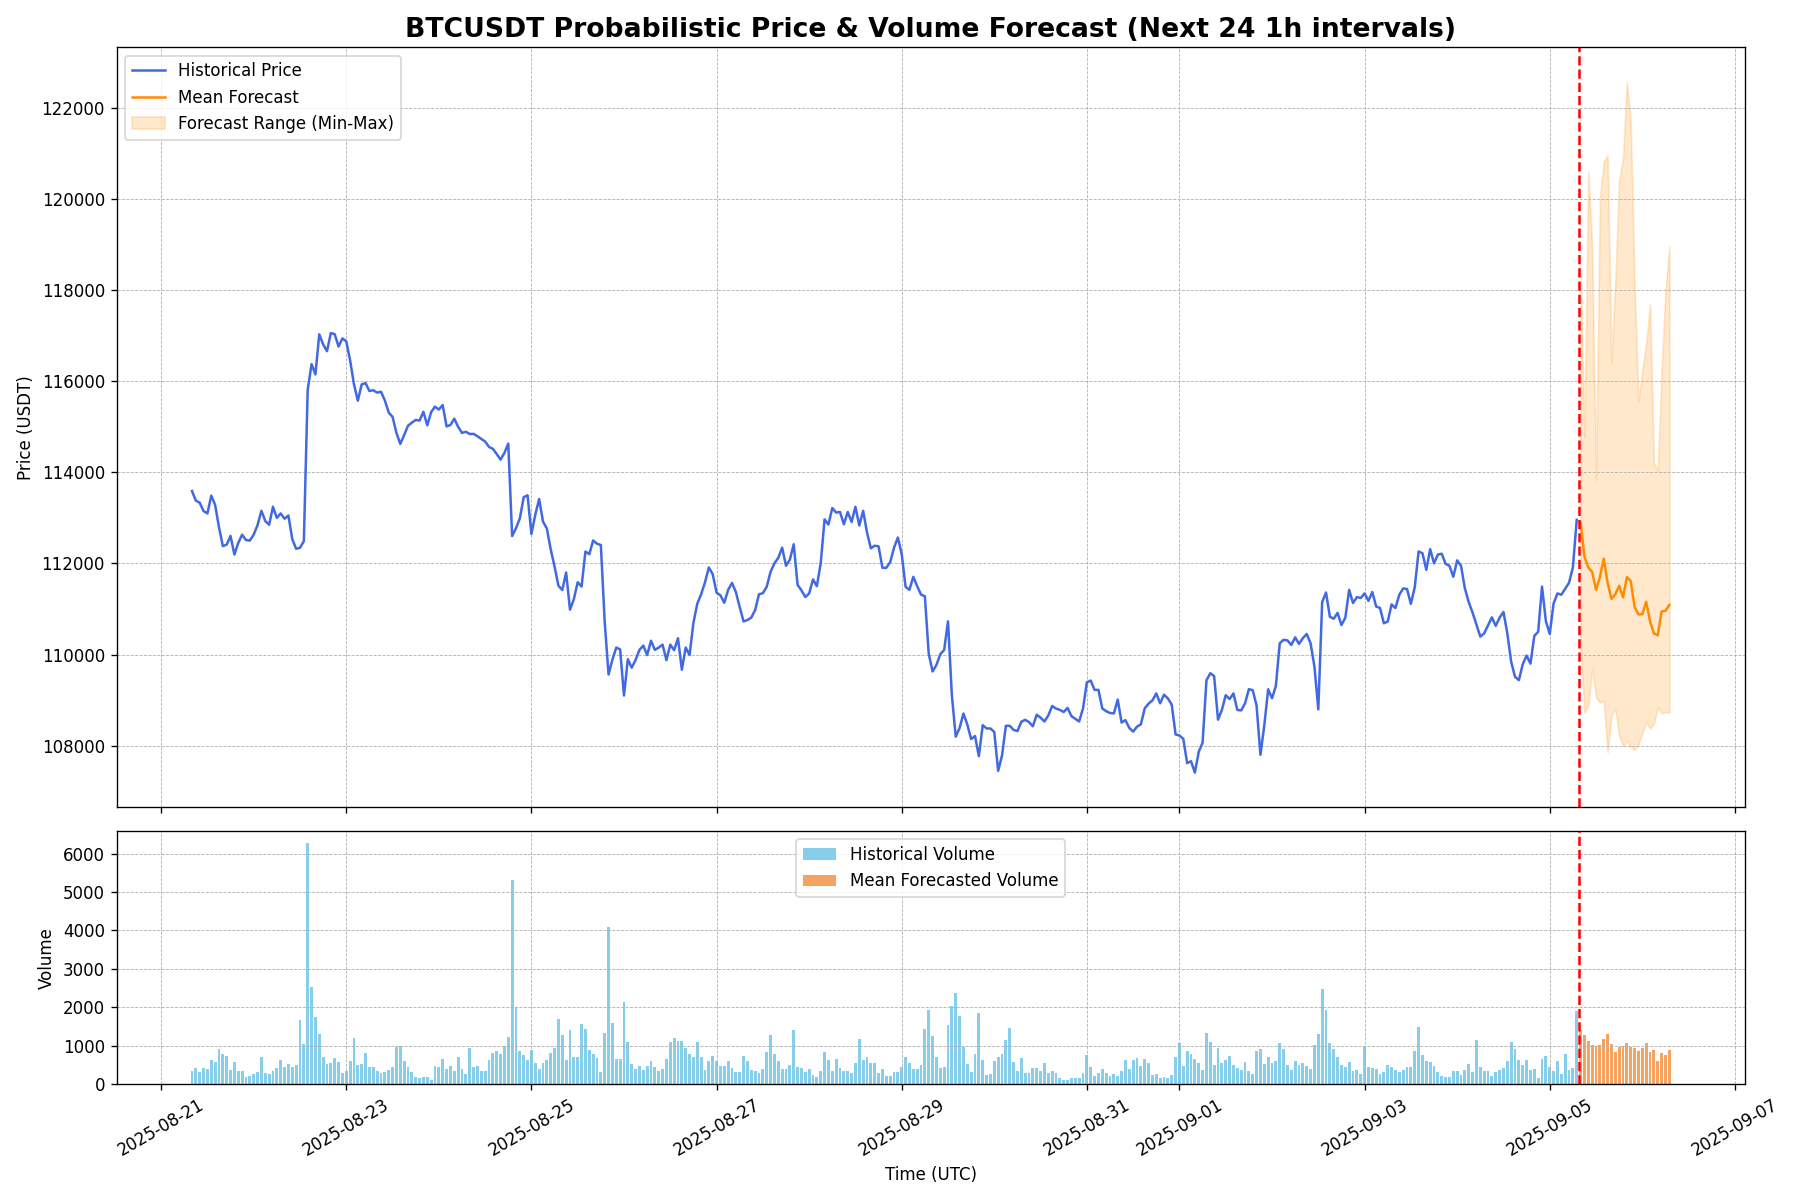 BTCUSDT Probabilistic Price & Volume Forecast (Next 24 1h intervals)
Historical Price
Mean Forecast
Forecast Range (Min-Max)
Price (USDT)
122000
120000
118000
116000
114000
112000
110000
108000
Historical Volume
Mean Forecasted Volume
Volume
6000
5000
4000
3000
2000
1000
0
2025-08-21
2025-08-23
2025-08-25
2025-08-27
2025-08-29
2025-08-31
2025-09-01
2025-09-03
2025-09-05
2025-09-07
Time (UTC)